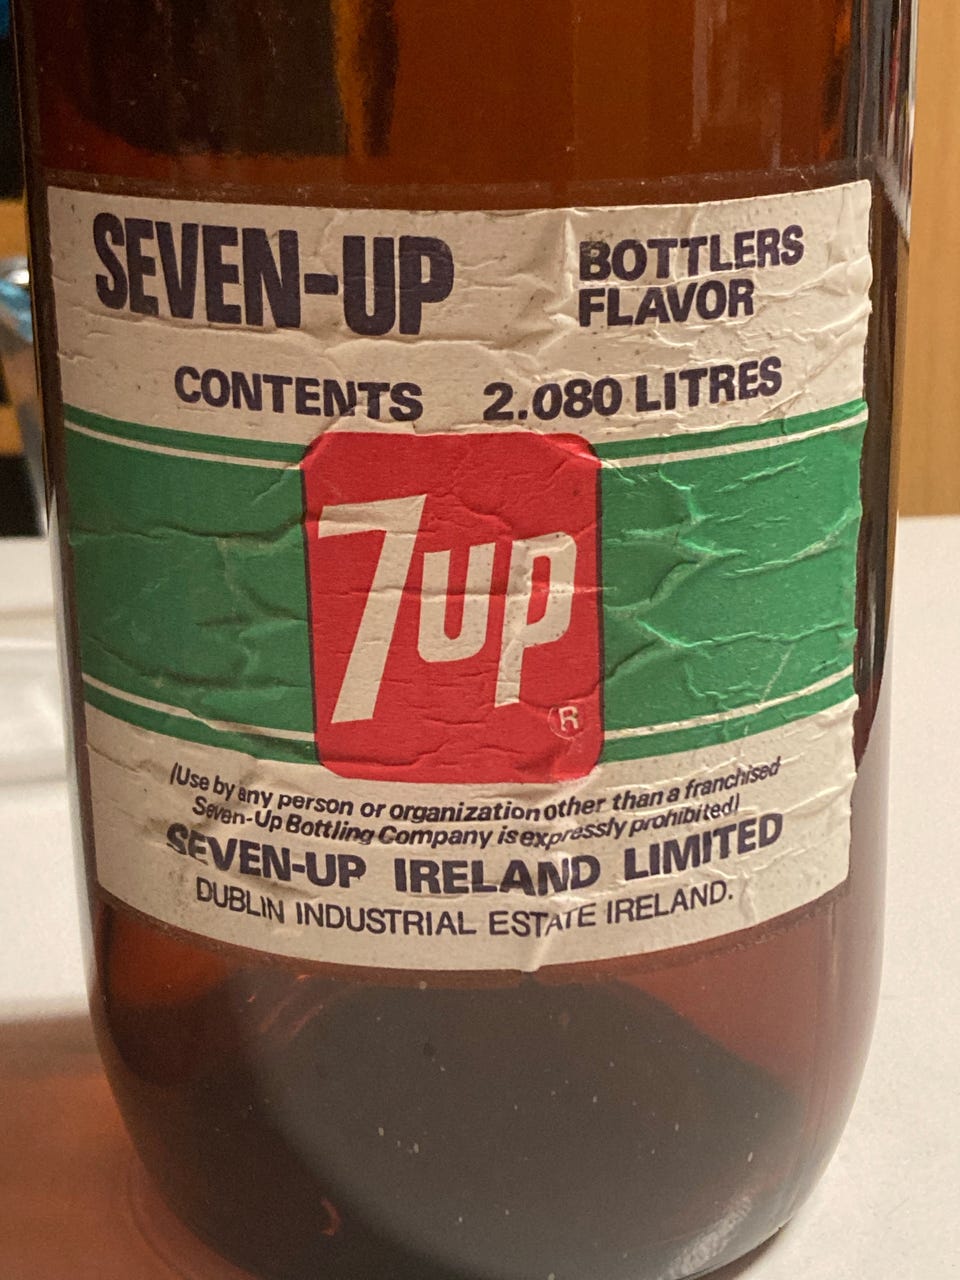 SEVEN-UP
BOTTLERS
FLAVOR
CONTENTS 2.080 LITRES
7up
®
(Use by any person or organization other than a franchised
Seven-Up Bottling Company is expressly prohibited)
SEVEN-UP IRELAND LIMITED
DUBLIN INDUSTRIAL ESTATE IRELAND.